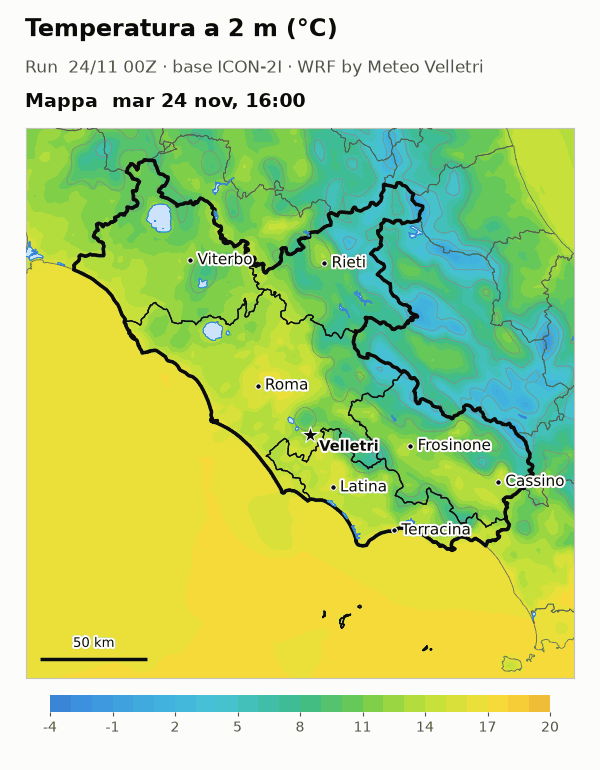 Temperatura a 2 m (°C)
Run  24/11 00Z · base ICON-2I · WRF by Meteo Velletri
Mappa  mar 24 nov, 16:00
Viterbo
Rieti
Roma
Velletri
Frosinone
Cassino
Latina
Terracina
50 km
-4 -1 2 5 8 11 14 17 20